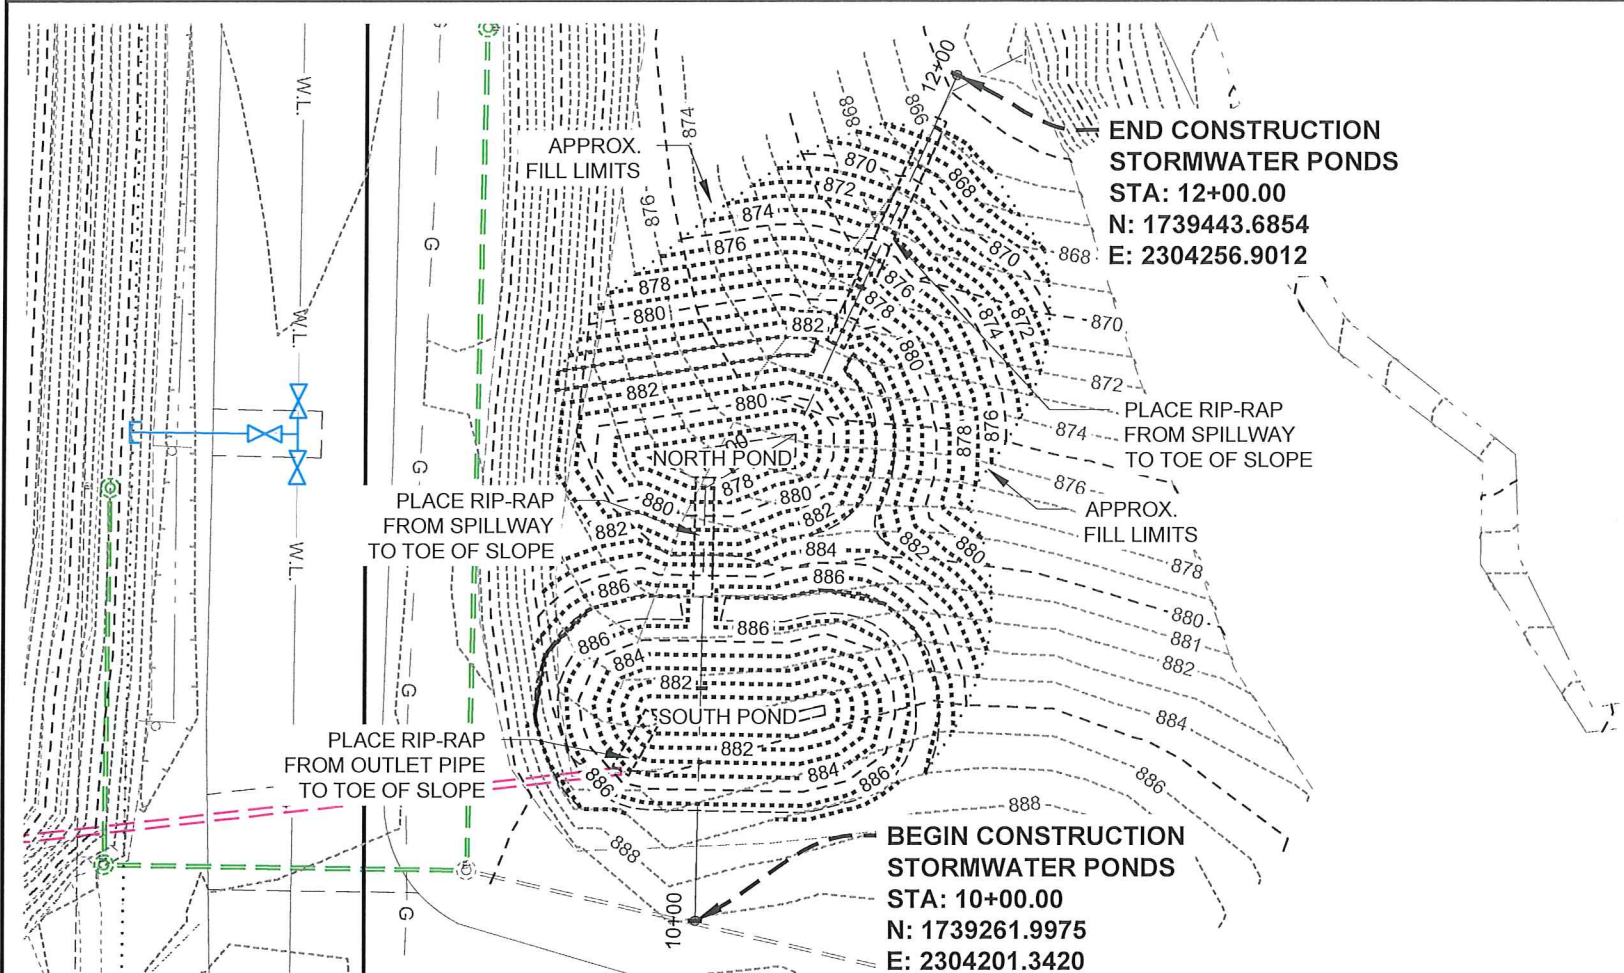 W.L.
G
12+00
874
868
866
APPROX.
FILL LIMITS
END CONSTRUCTION
STORMWATER PONDS
STA: 12+00.00
N: 1739443.6854
E: 2304256.9012
870
872
868
876
874
876
G
870
868
878
876
880
878
874
872
870
882
W.L.
880
872
882
880
PLACE RIP-RAP
FROM SPILLWAY
TO TOE OF SLOPE
878
876
874
NORTH POND
G
878
880
876
PLACE RIP-RAP
FROM SPILLWAY
TO TOE OF SLOPE
880
882
882
APPROX.
FILL LIMITS
884
882
880
W.L.
886
886
878
880
881
882
886
886
884
882
G
SOUTH POND
884
PLACE RIP-RAP
FROM OUTLET PIPE
TO TOE OF SLOPE
882
884
886
886
886
888
888
BEGIN CONSTRUCTION
STORMWATER PONDS
STA: 10+00.00
N: 1739261.9975
E: 2304201.3420
10+00
G